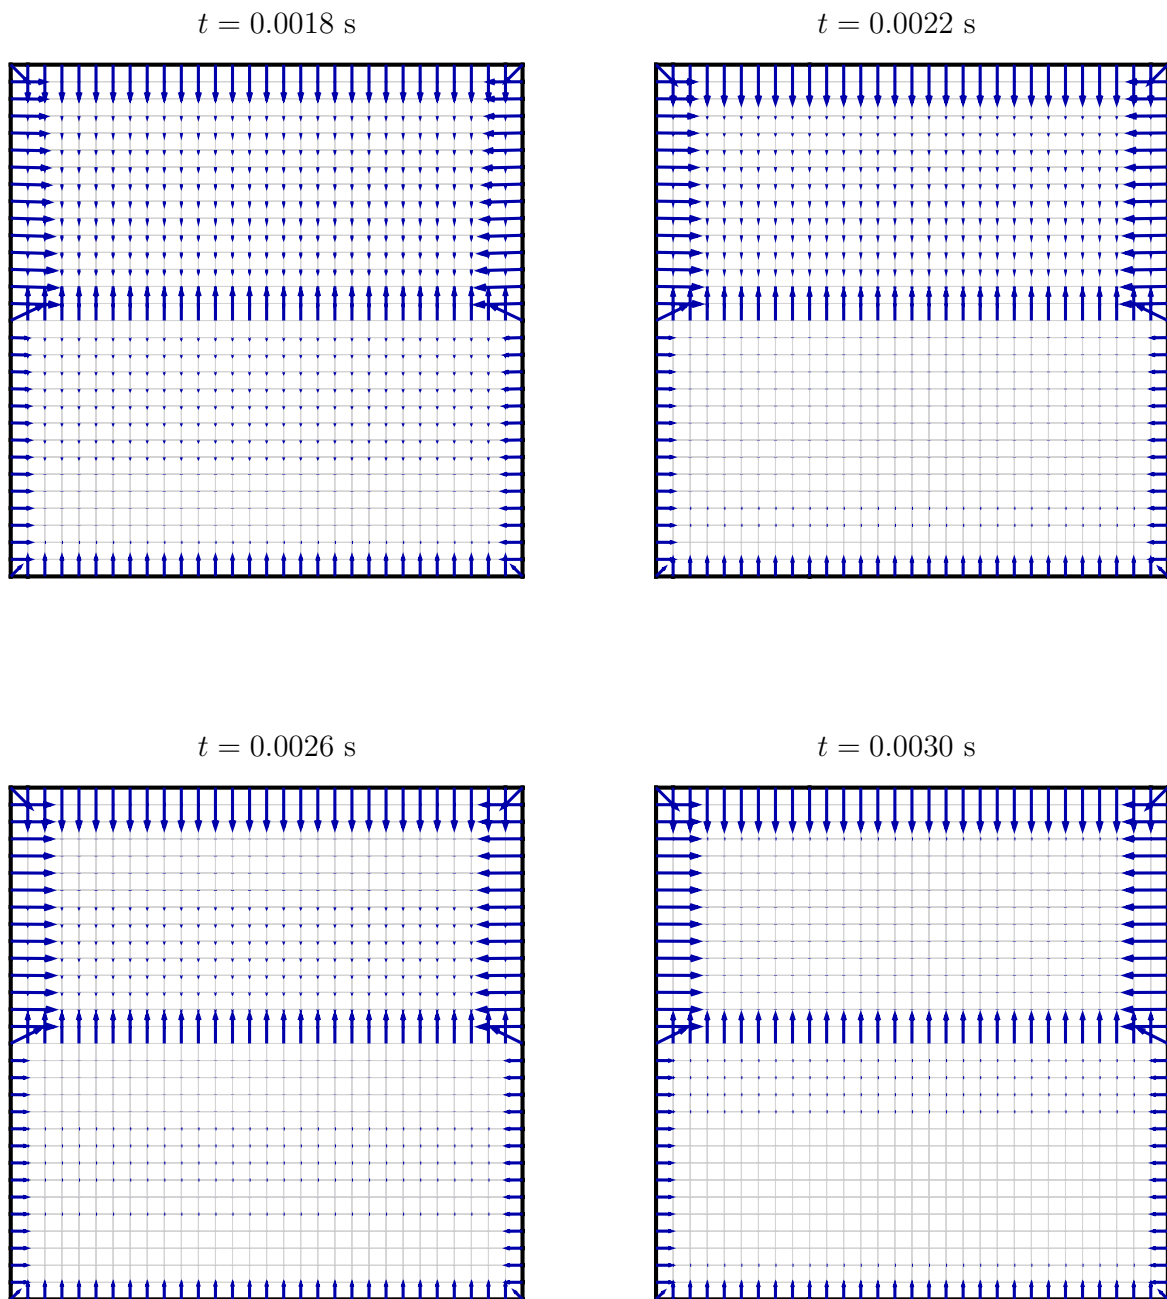 t = 0.0018 s
t = 0.0022 s
t = 0.0026 s
t = 0.0030 s